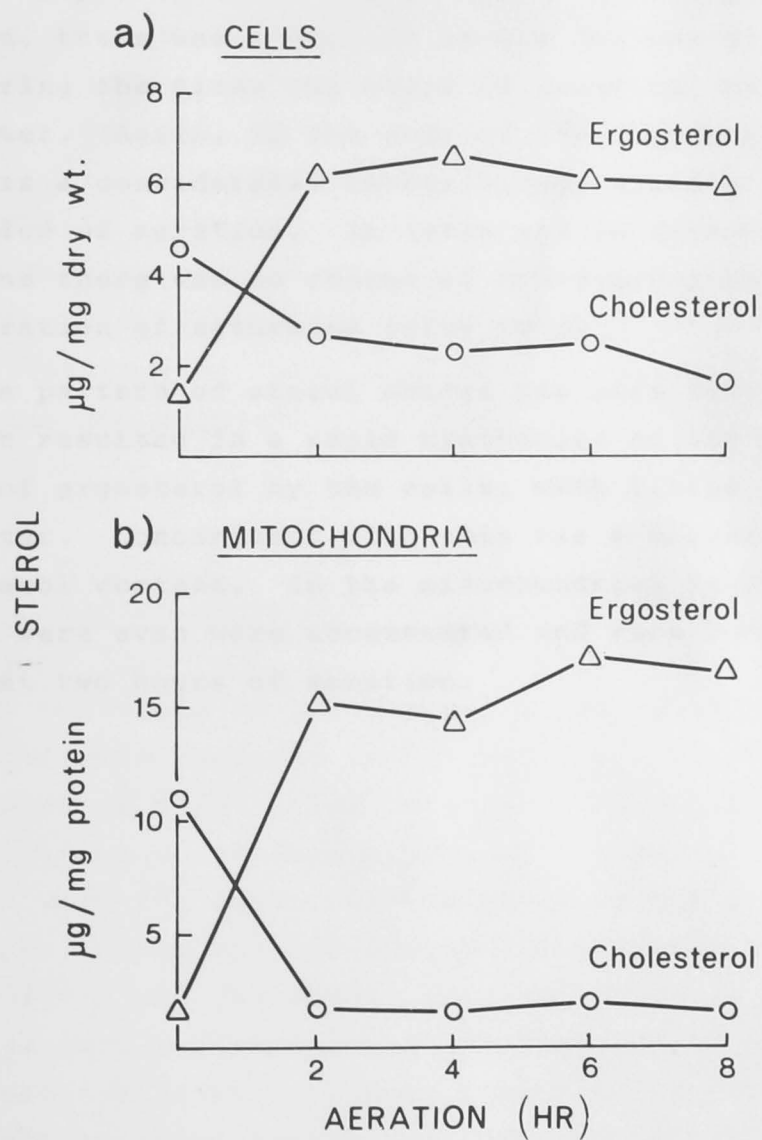 a) CELLS
8
6
4
2
µg/mg dry wt.
Ergosterol
Cholesterol
STEROL
b) MITOCHONDRIA
20
15
10
5
µg/mg protein
Ergosterol
Cholesterol
2 4 6 8
AERATION (HR)